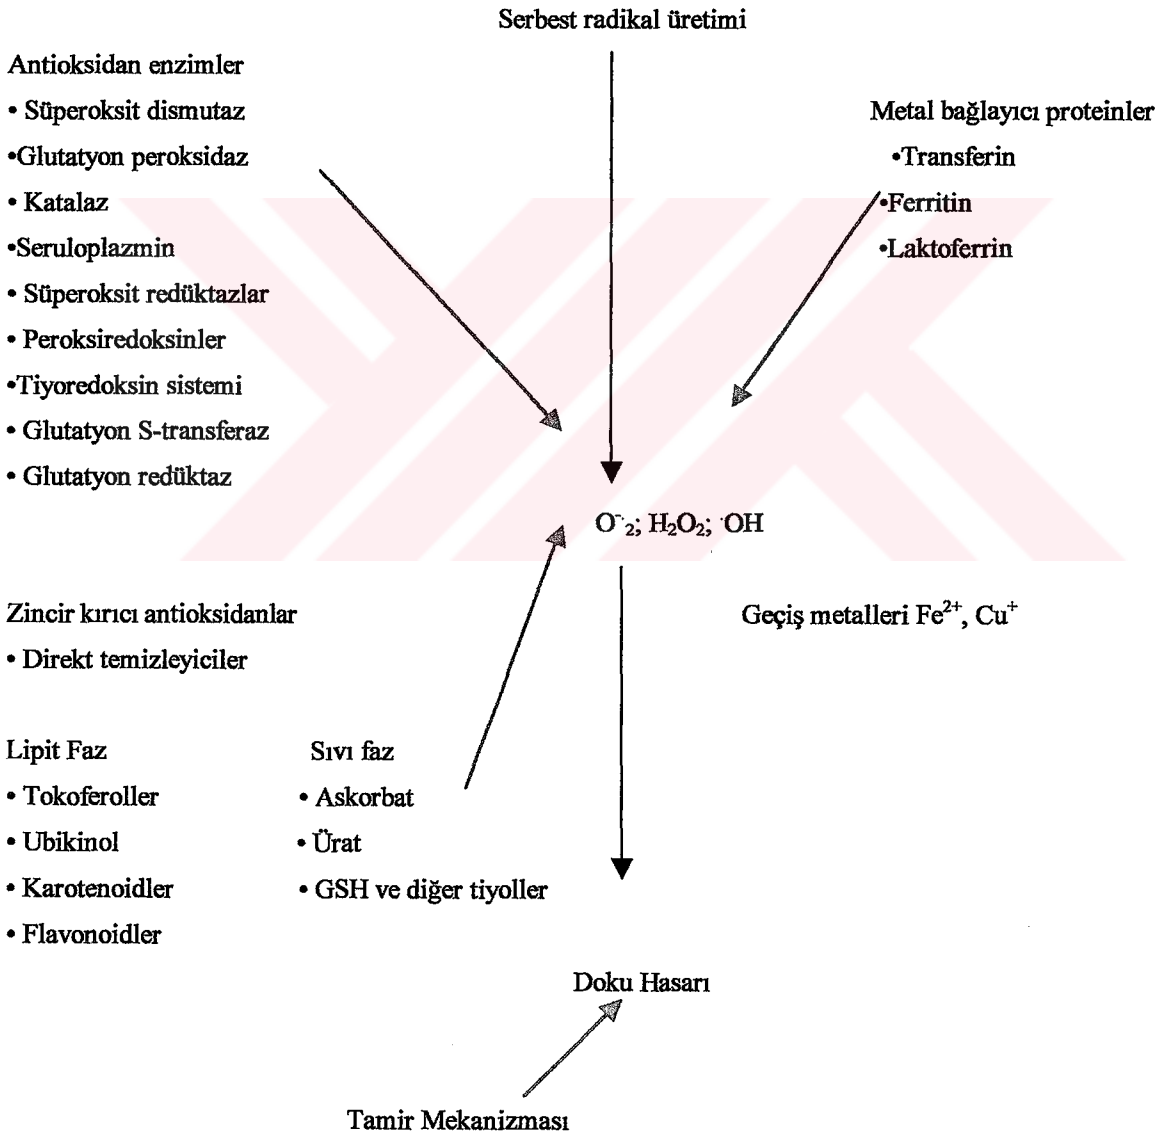 Serbest radikal üretimi
Antioksidan enzimler
• Süperoksit dismutaz
•Glutatyon peroksidaz
• Katalaz
•Seruloplazmin
• Süperoksit redüktazlar
• Peroksiredoksinler
•Tiyoredoksin sistemi
• Glutatyon S-transferaz
• Glutatyon redüktaz
Metal bağlayıcı proteinler
•Transferin
•Ferritin
•Laktoferrin
O⁻·₂; H₂O₂; ·OH
Zincir kırıcı antioksidanlar
• Direkt temizleyiciler
Geçiş metalleri Fe²⁺, Cu⁺
Lipit Faz
• Tokoferoller
• Ubikinol
• Karotenoidler
• Flavonoidler
Sıvı faz
• Askorbat
• Ürat
• GSH ve diğer tiyoller
Doku Hasarı
Tamir Mekanizması